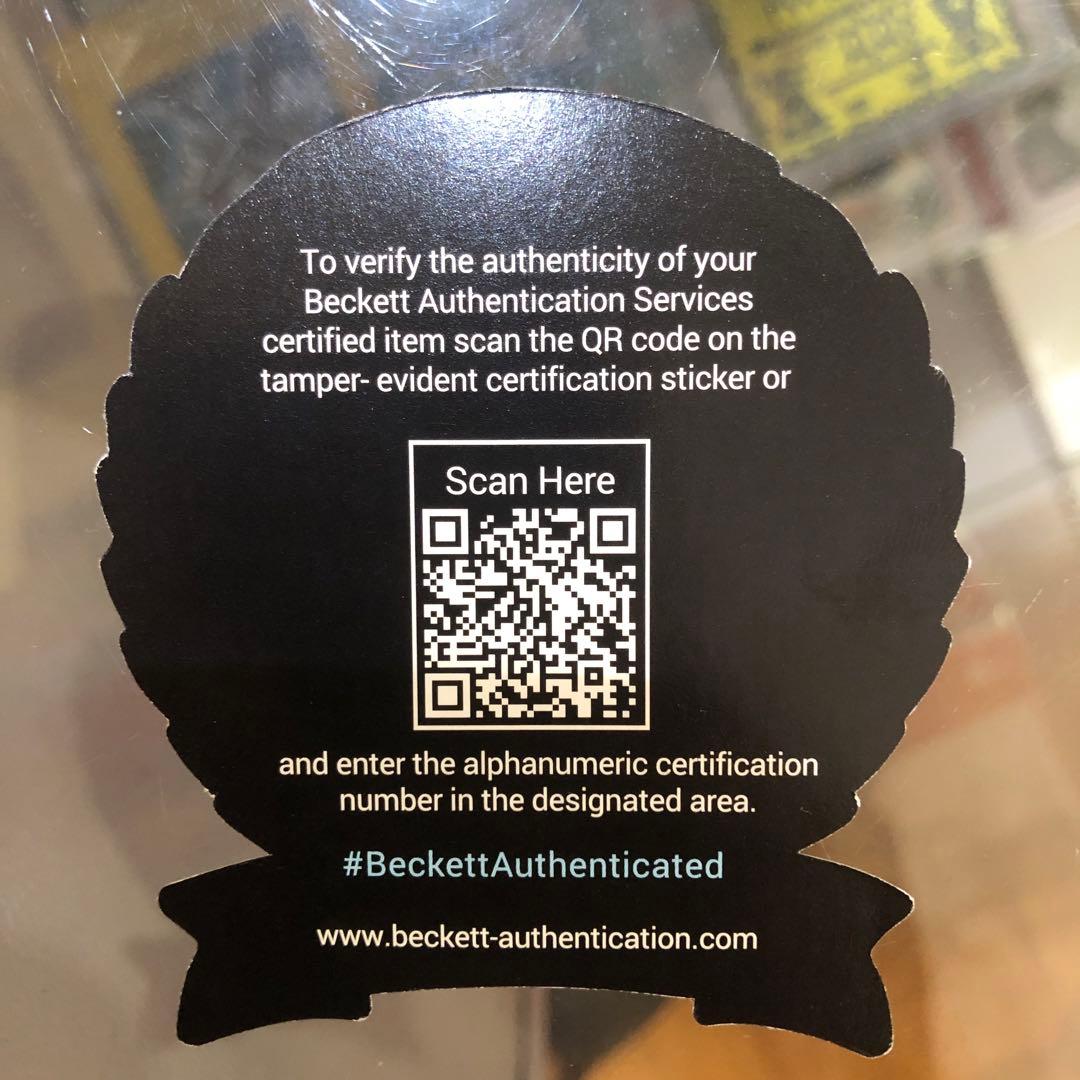 To verify the authenticity of your
Beckett Authentication Services
certified item scan the QR code on the
tamper- evident certification sticker or
Scan Here
and enter the alphanumeric certification
number in the designated area.
#BeckettAuthenticated
www.beckett-authentication.com